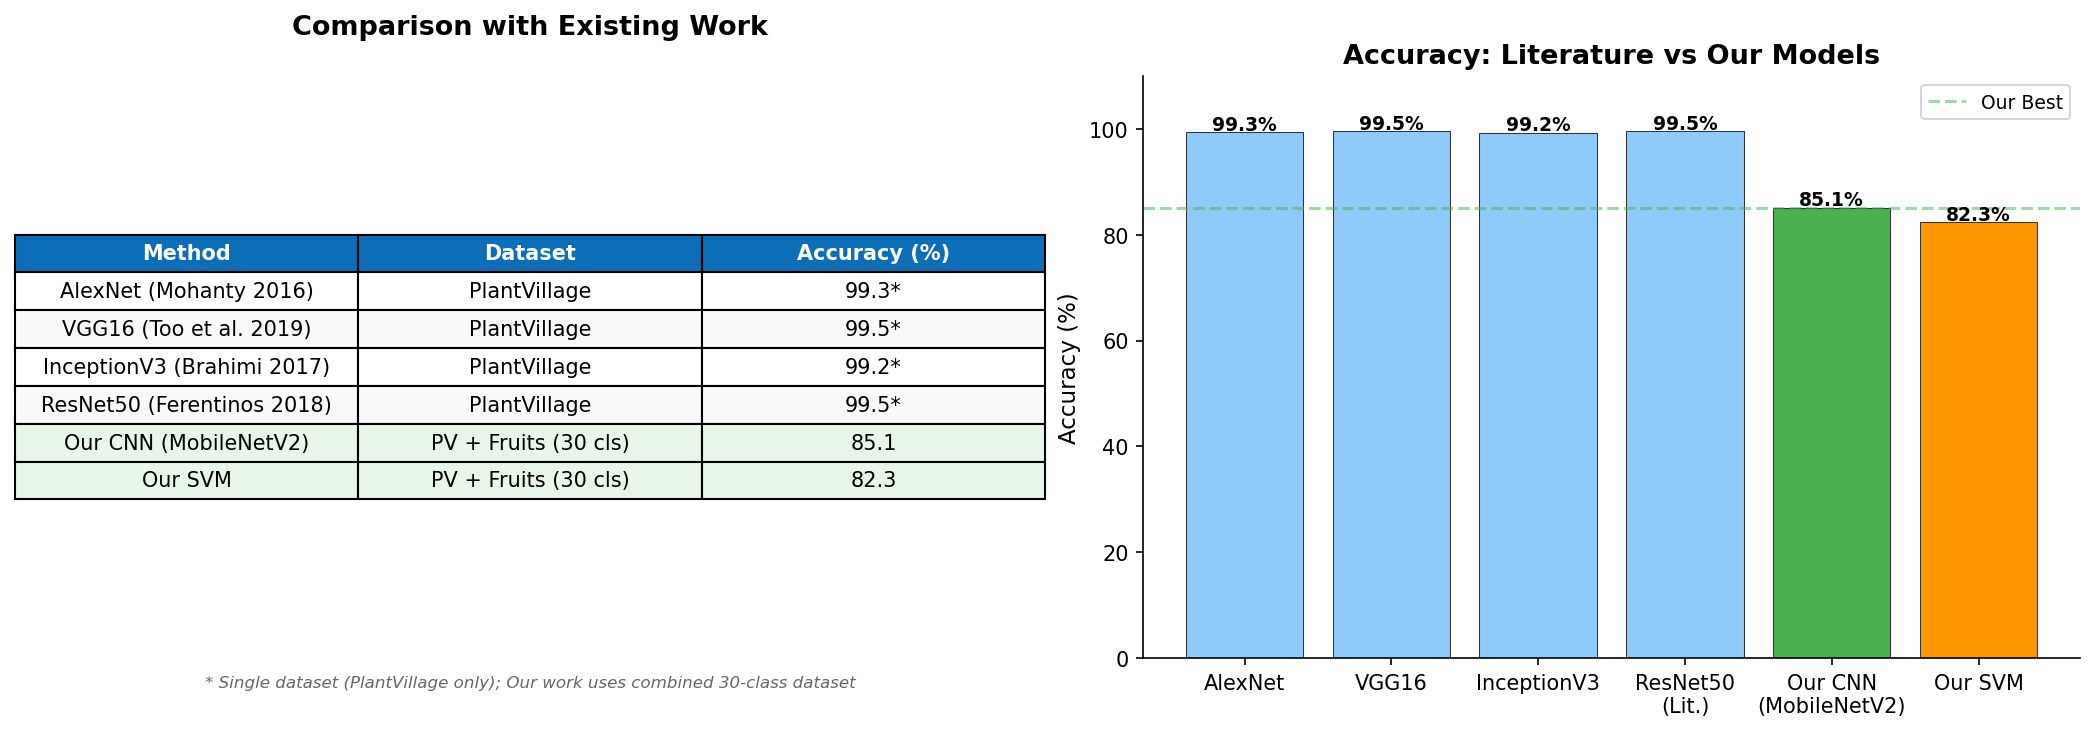 Comparison with Existing Work
Method Dataset Accuracy (%)
AlexNet (Mohanty 2016) PlantVillage 99.3*
VGG16 (Too et al. 2019) PlantVillage 99.5*
InceptionV3 (Brahimi 2017) PlantVillage 99.2*
ResNet50 (Ferentinos 2018) PlantVillage 99.5*
Our CNN (MobileNetV2) PV + Fruits (30 cls) 85.1
Our SVM PV + Fruits (30 cls) 82.3
* Single dataset (PlantVillage only); Our work uses combined 30-class dataset
Accuracy: Literature vs Our Models
Our Best
Accuracy (%)
100
80
60
40
20
0
99.3%
99.5%
99.2%
99.5%
85.1%
82.3%
AlexNet
VGG16
InceptionV3
ResNet50
(Lit.)
Our CNN
(MobileNetV2)
Our SVM